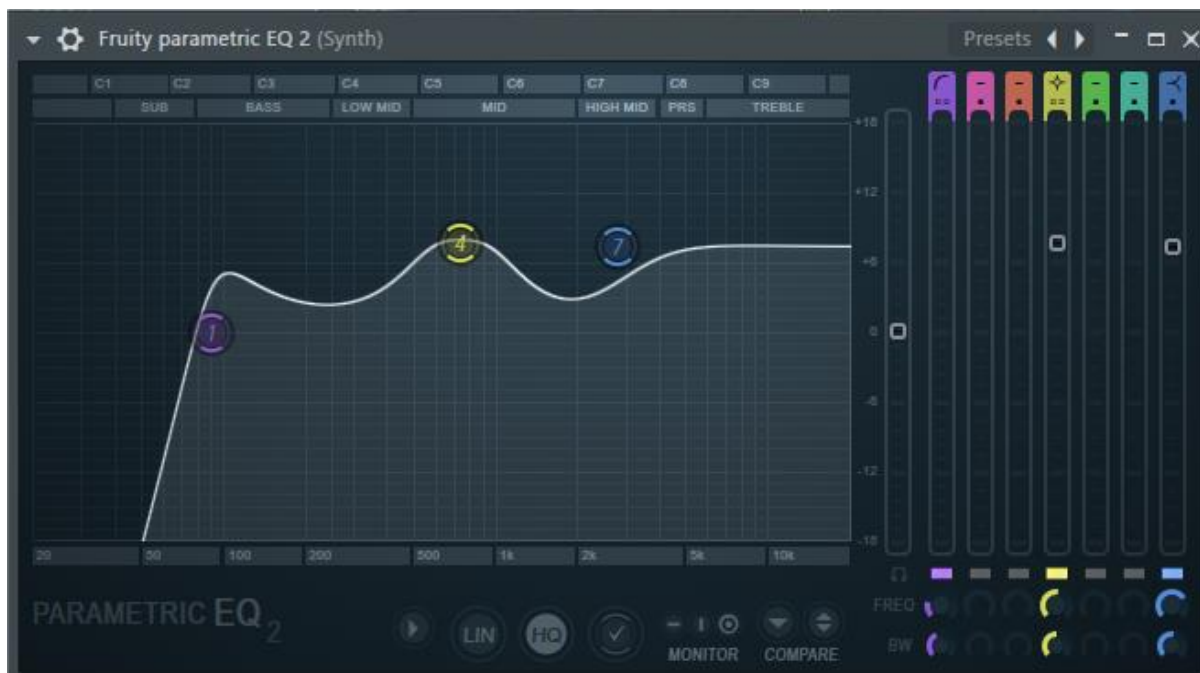 Fruity parametric EQ 2 (Synth) Presets
C1 C2 C3 C4 C5 C6 C7 C8 C9
SUB BASS LOW MID MID HIGH MID PRS TREBLE
+18
+12
4 7
+6
1
0
-6
-12
-18
20 50 100 200 500 1k 2k 5k 10k
FREQ
PARAMETRIC EQ 2
LIN HQ
MONITOR COMPARE
BW